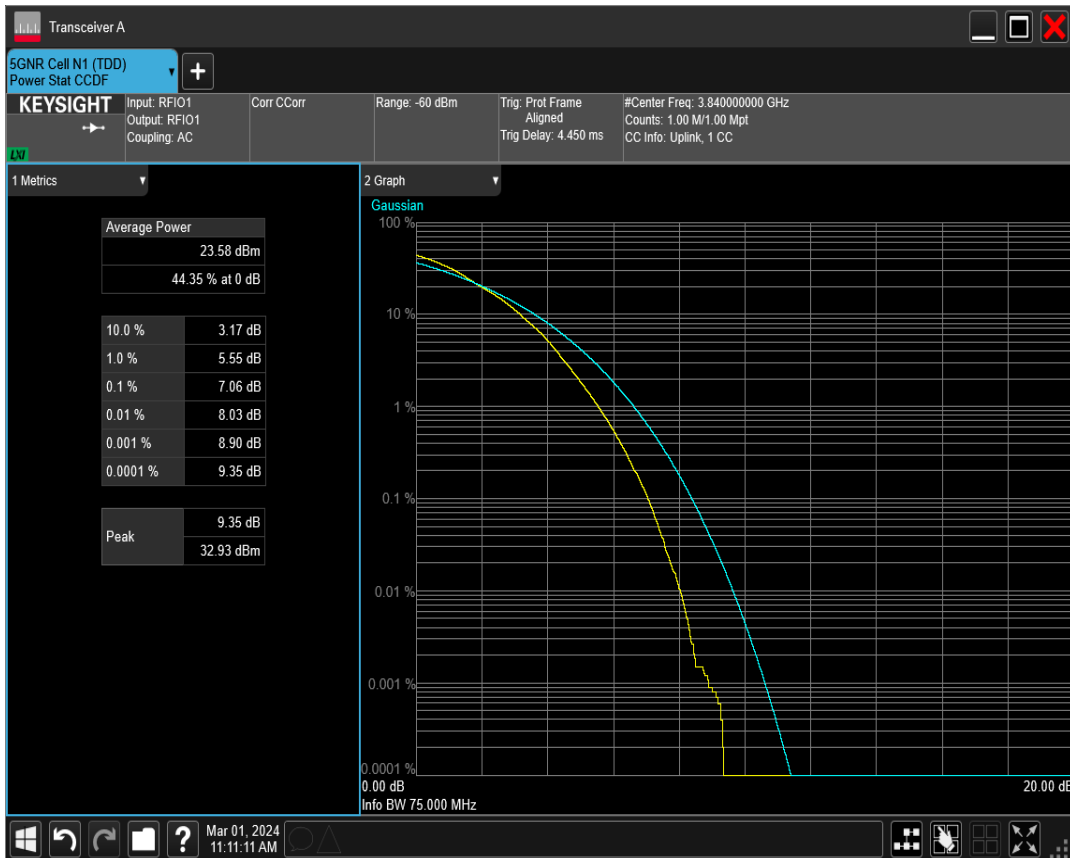 Transceiver A
5GNR Cell N1 (TDD)
Power Stat CCDF
+
KEYSIGHT
LXI
Input: RFIO1
Output: RFIO1
Coupling: AC
Corr CCorr
Range: -60 dBm
Trig: Prot Frame
Aligned
Trig Delay: 4.450 ms
#Center Freq: 3.840000000 GHz
Counts: 1.00 M/1.00 Mpt
CC Info: Uplink, 1 CC
1 Metrics
Average Power
23.58 dBm
44.35 % at 0 dB
10.0 % 3.17 dB
1.0 % 5.55 dB
0.1 % 7.06 dB
0.01 % 8.03 dB
0.001 % 8.90 dB
0.0001 % 9.35 dB
Peak
9.35 dB
32.93 dBm
2 Graph
Gaussian
100 %
10 %
1 %
0.1 %
0.01 %
0.001 %
0.0001 %
0.00 dB 20.00 dB
Info BW 75.000 MHz
?
Mar 01, 2024
11:11:11 AM